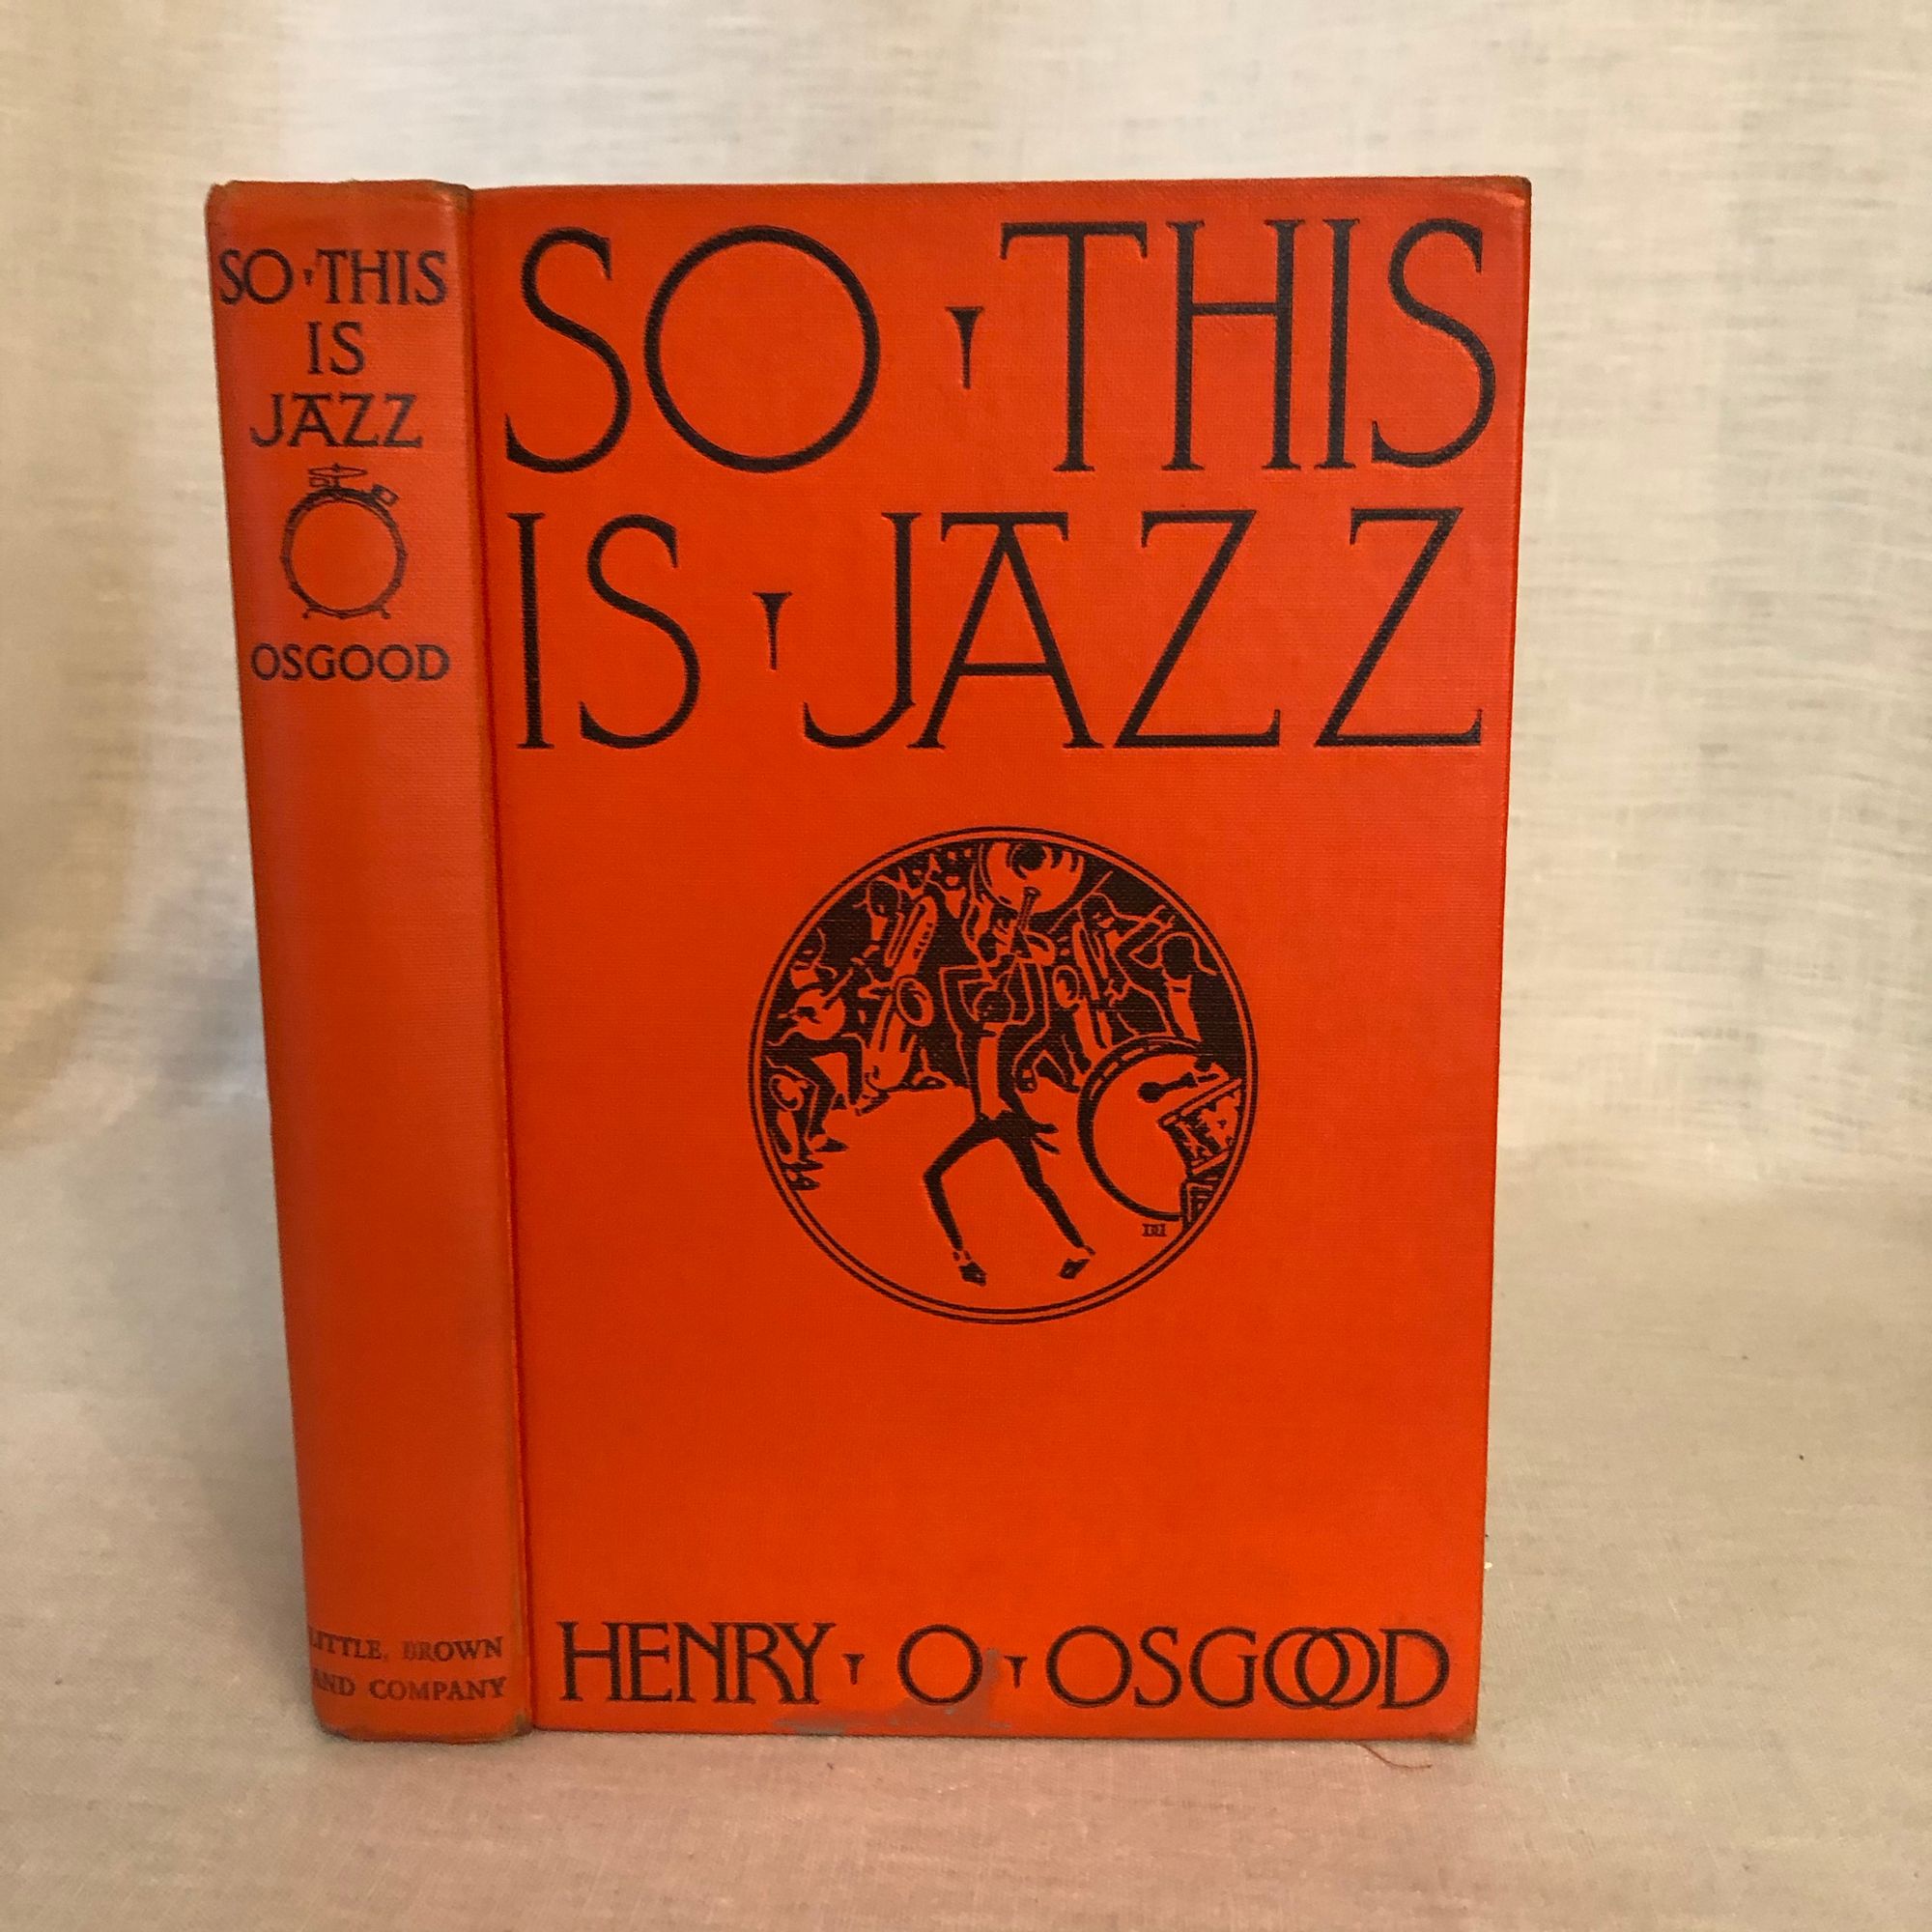 SO THIS
IS
JAZZ
OSGOOD
LITTLE, BROWN
AND COMPANY
SO THIS
IS JAZZ
HENRY O OSGOOD